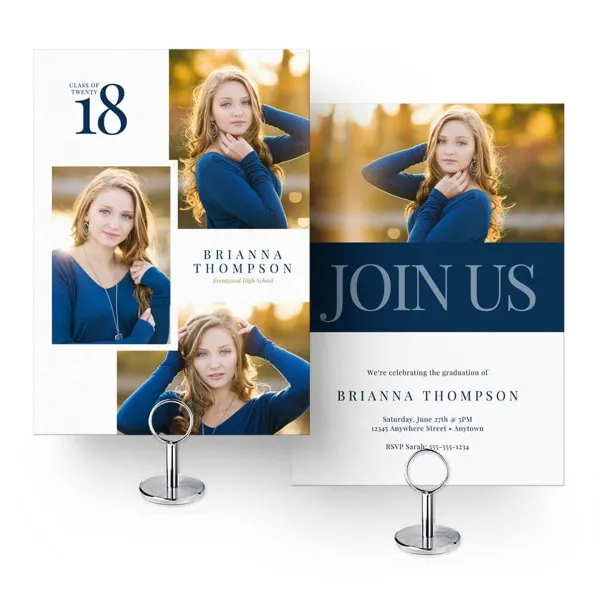 CLASS OF
TWENTY
18
BRIANNA
THOMPSON
Brentwood High School
JOIN US
We're celebrating the graduation of
BRIANNA THOMPSON
Saturday, June 27th @ 5PM
12345 Anywhere Street • Anytown
RSVP Sarah: 555-555-1234